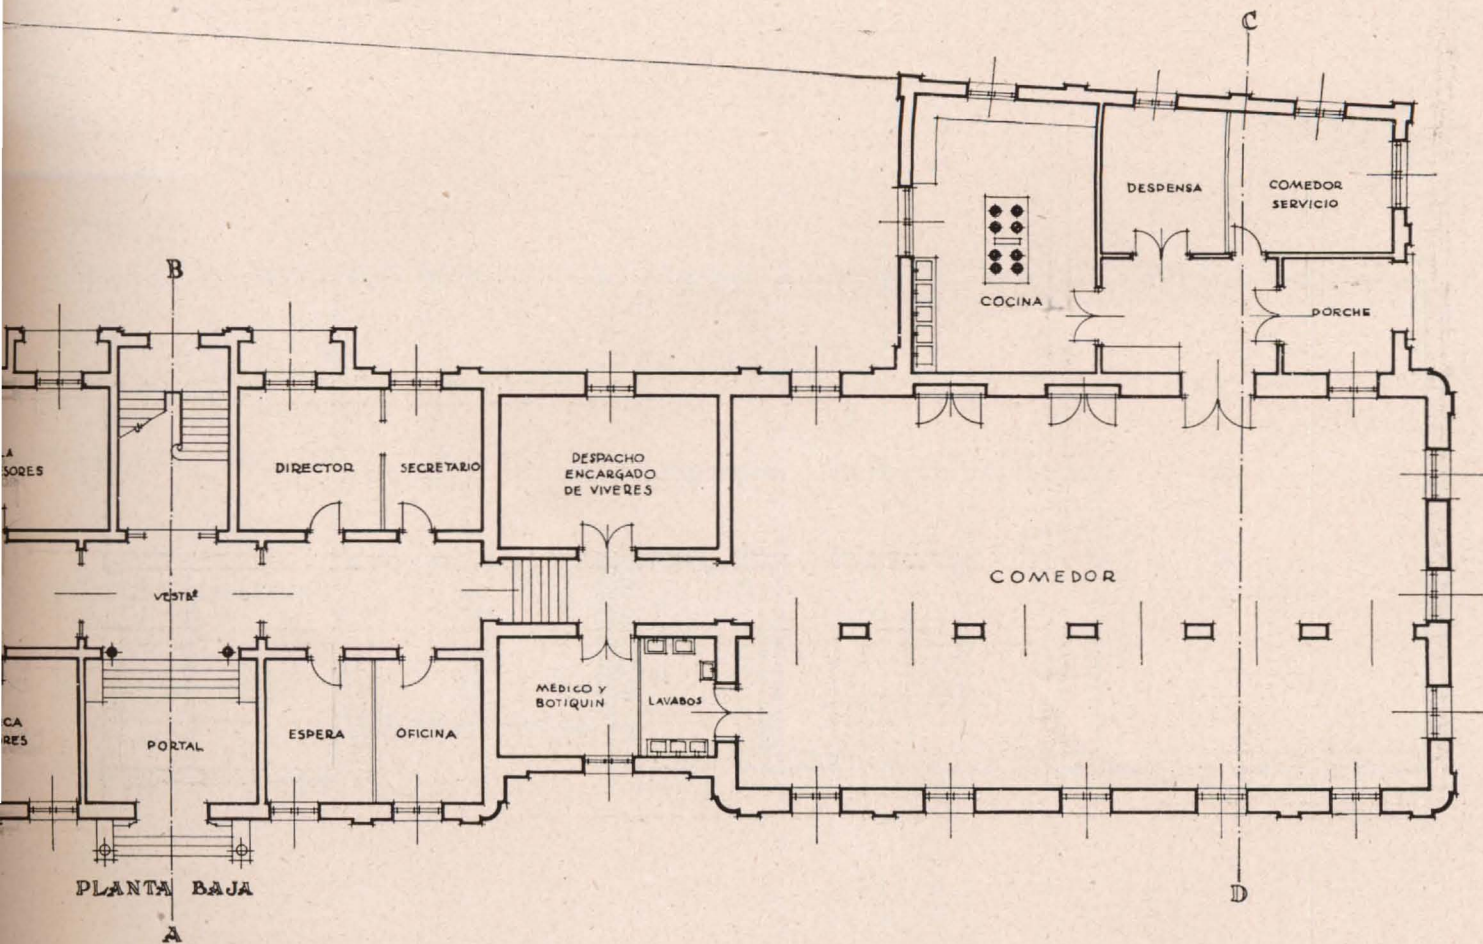 C
DESPENSA
COMEDOR
SERVICIO
B
COCINA
PORCHE
SORES
DIRECTOR
SECRETARIO
DESPACHO
ENCARGADO
DE VIVERES
COMEDOR
VESTBº
MEDICO Y
BOTIQUIN
LAVABOS
CA
RES
PORTAL
ESPERA
OFICINA
PLANTA BAJA
D
A